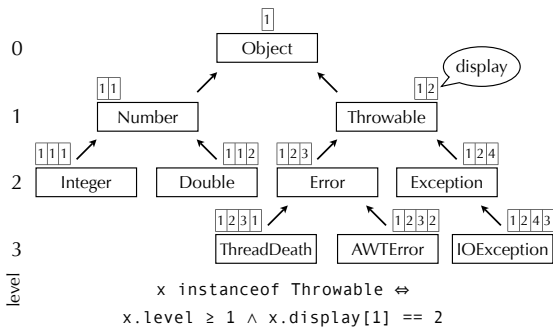 1
0 Object
display
1 1 1 2
1 Number Throwable
1 1 1 1 1 2 1 2 3 1 2 4
2 Integer Double Error Exception
1 2 3 1 1 2 3 2 1 2 4 3
3 ThreadDeath AWTError IOException
level
x instanceof Throwable ⇔
x.level ≥ 1 ∧ x.display[1] == 2